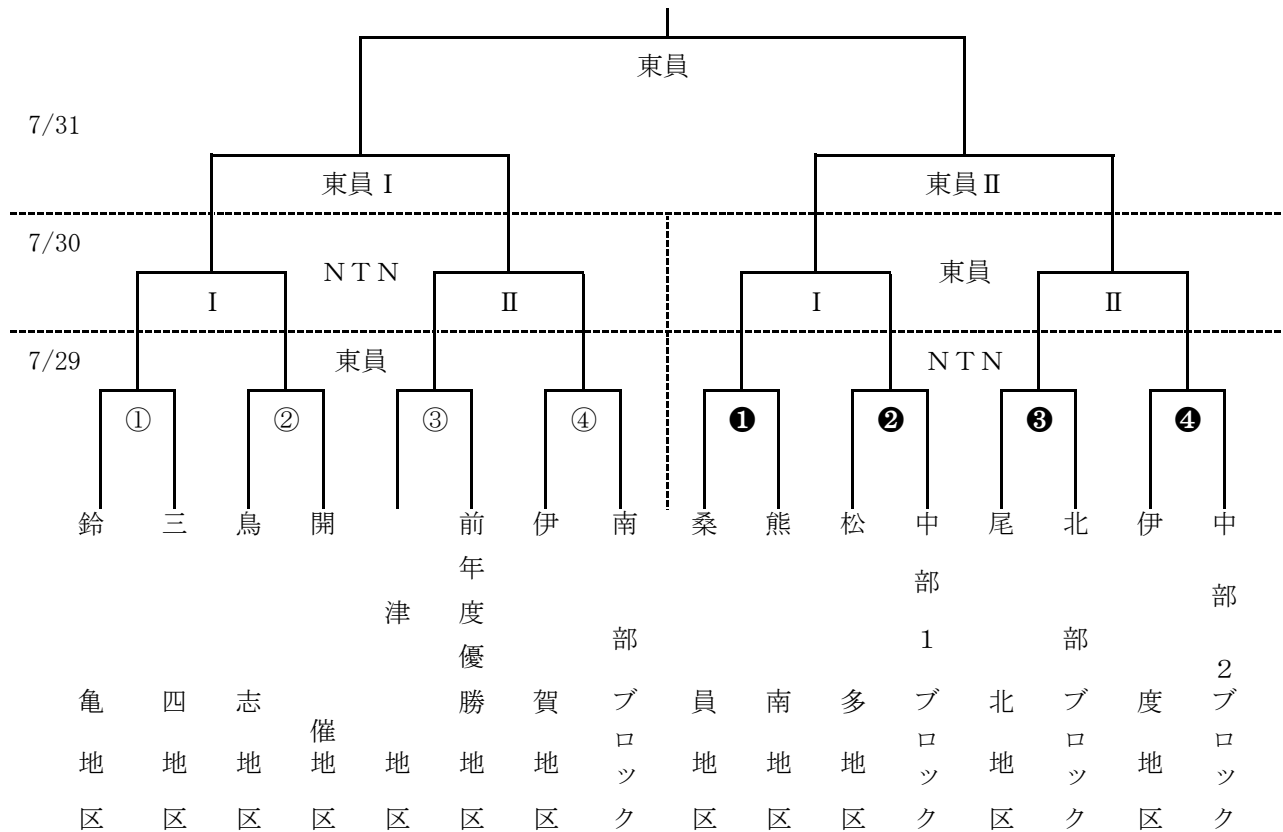 東員
7/31
東員Ⅰ
東員Ⅱ
7/30
NTN
東員
Ⅰ
Ⅱ
Ⅰ
Ⅱ
7/29
東員
NTN
①
②
③
④
❶
❷
❸
❹
鈴亀地区
三四地区
鳥志地区
開催地区
津地区
前年度優勝地区
伊賀地区
南部ブロック
桑員地区
熊南地区
松多地区
中部1ブロック
尾北地区
北部ブロック
伊度地区
中部2ブロック